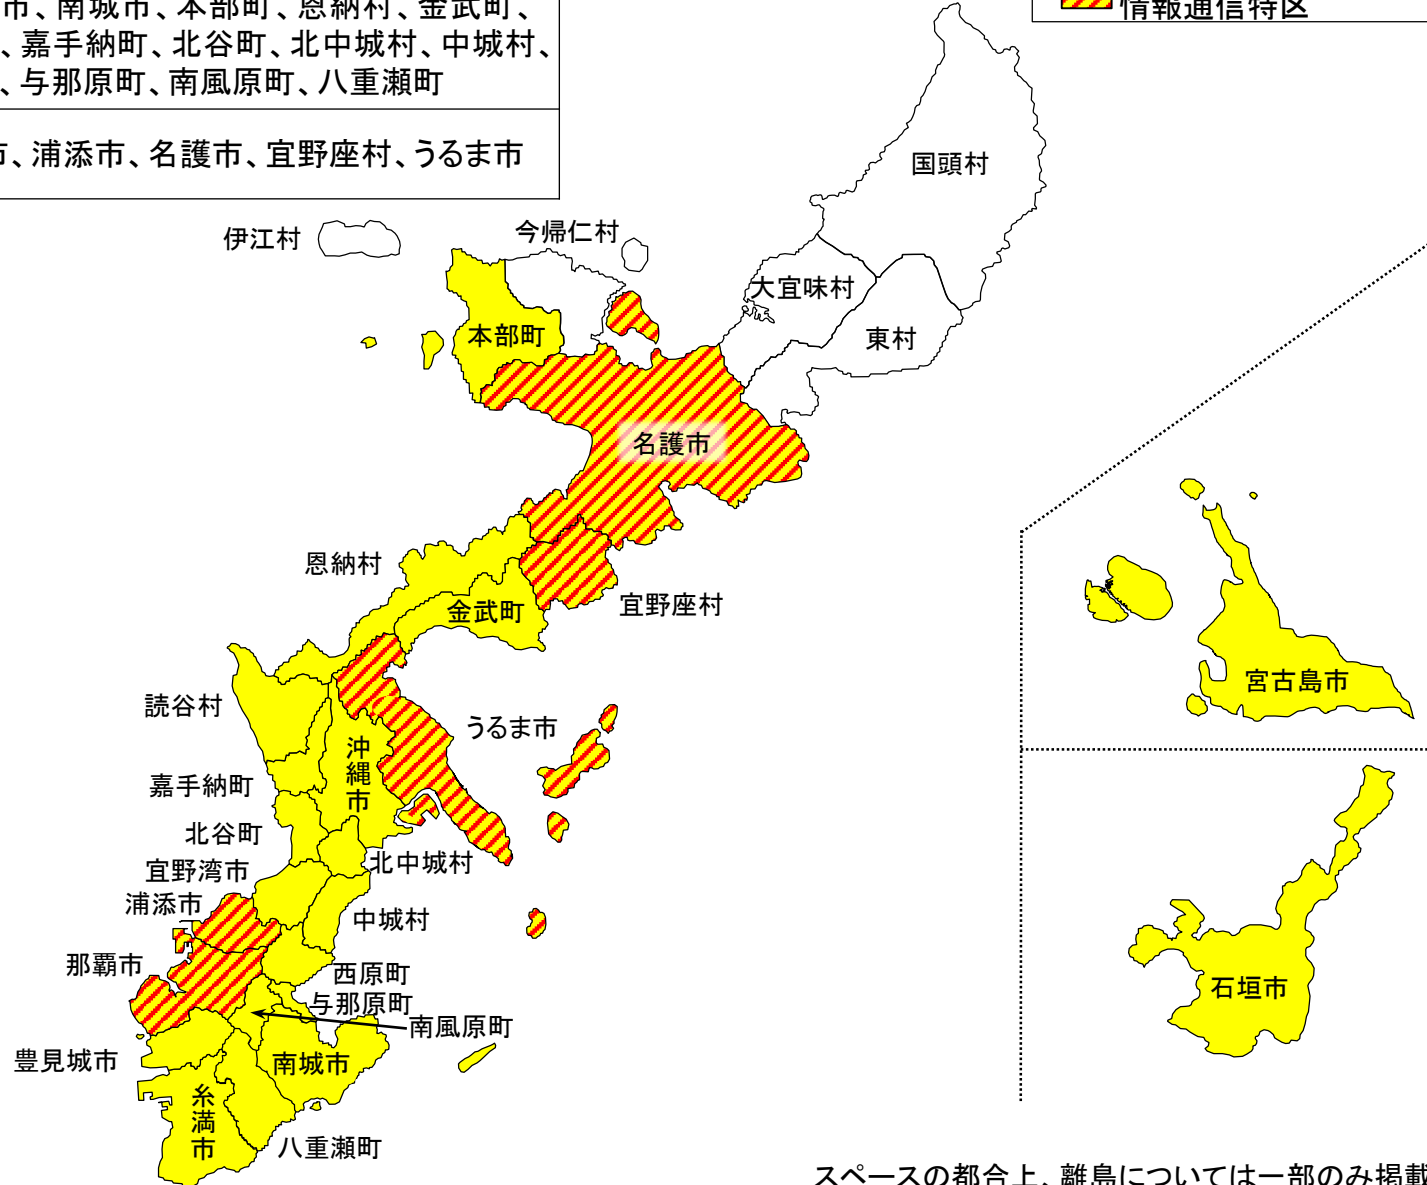 市、南城市、本部町、恩納村、金武町、
、嘉手納町、北谷町、北中城村、中城村、
、与那原町、南風原町、八重瀬町
市、浦添市、名護市、宜野座村、うるま市
情報通信特区
国頭村
伊江村
今帰仁村
大宜味村
東村
本部町
名護市
恩納村
金武町
宜野座村
読谷村
うるま市
沖縄市
嘉手納町
北谷町
北中城村
宜野湾市
浦添市
中城村
那覇市
西原町
与那原町
南風原町
豊見城市
南城市
糸満市
八重瀬町
宮古島市
石垣市
スペースの都合上、離島については一部のみ掲載